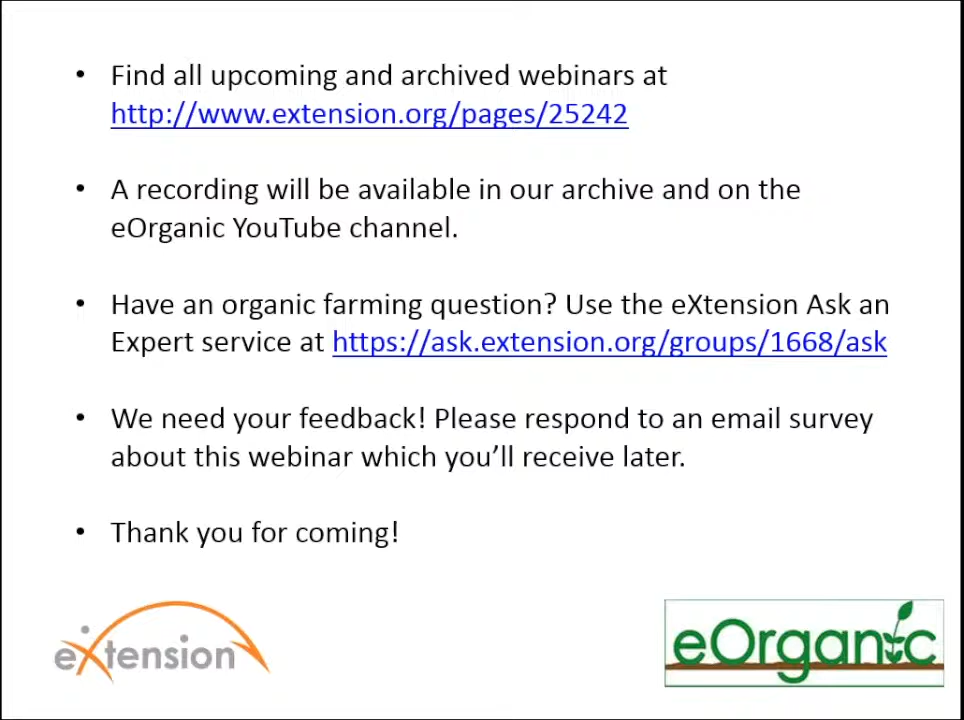 • Find all upcoming and archived webinars at
http://www.extension.org/pages/25242
• A recording will be available in our archive and on the
eOrganic YouTube channel.
• Have an organic farming question? Use the eXtension Ask an
Expert service at https://ask.extension.org/groups/1668/ask
• We need your feedback! Please respond to an email survey
about this webinar which you’ll receive later.
• Thank you for coming!
eXtension
eOrganic